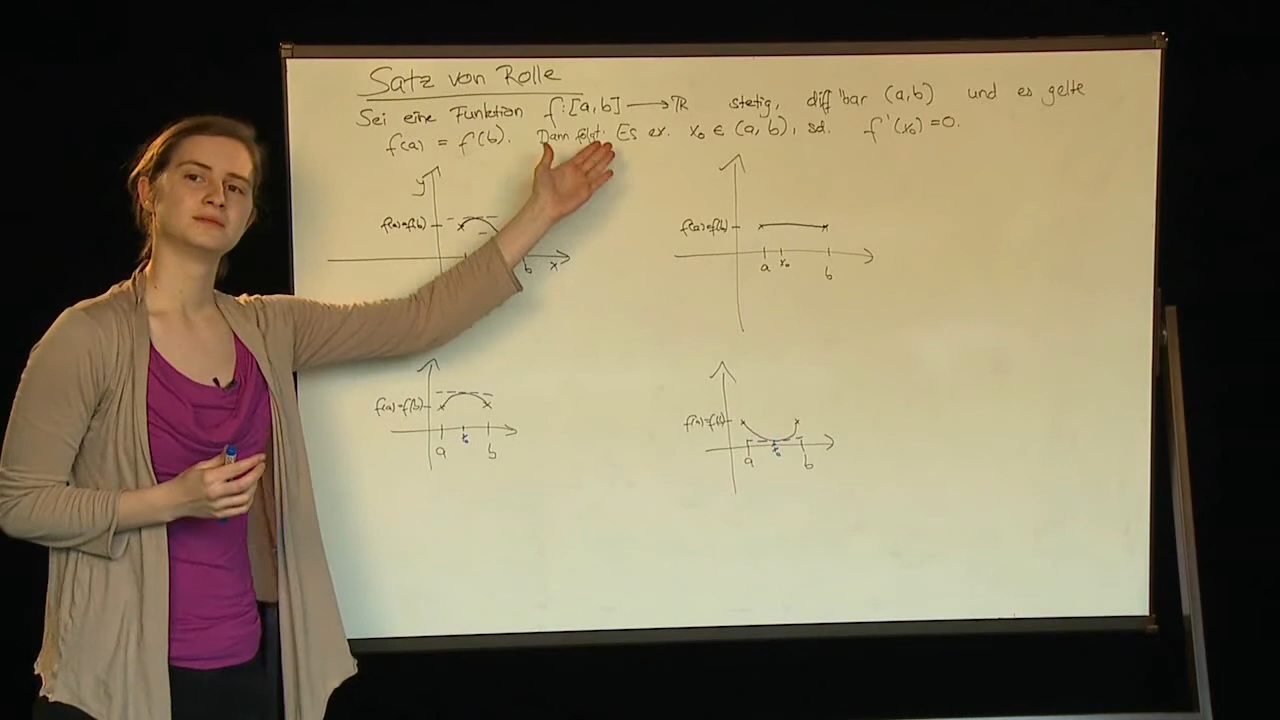 Satz von Rolle
Sei eine Funktion f:[a,b] → ℝ stetig, diff'bar (a,b) und es gelte
f(a) = f(b). Dann folgt: Es ex. x₀ ∈ (a,b), sd. f'(x₀)=0.
y
f(a)=f(b)
b x
f(a)=f(b)
a x₀ b
f(a)=f(b)
a x₀ b
f(a)=f(b)
a x₀ b